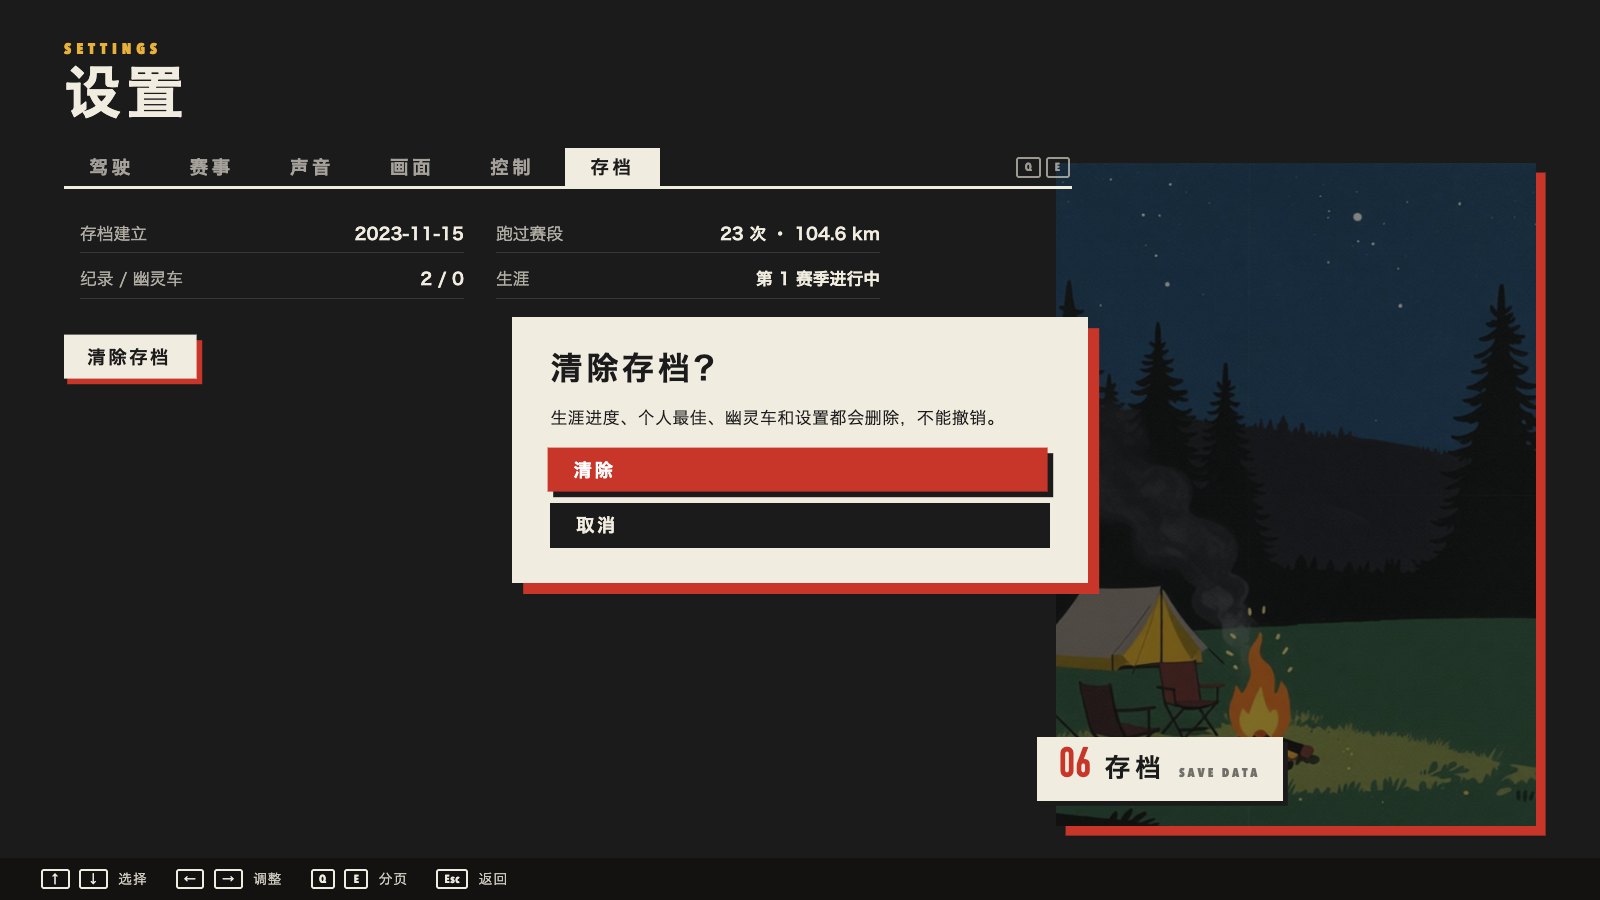 SETTINGS
设置
驾驶 赛事 声音 画面 控制 存档 Q E
存档建立 2023-11-15 跑过赛段 23 次 · 104.6 km
纪录 / 幽灵车 2 / 0 生涯 第 1 赛季进行中
清除存档
清除存档?
生涯进度、个人最佳、幽灵车和设置都会删除，不能撤销。
清除
取消
06 存档 SAVE DATA
↑ ↓ 选择 ← → 调整 Q E 分页 Esc 返回